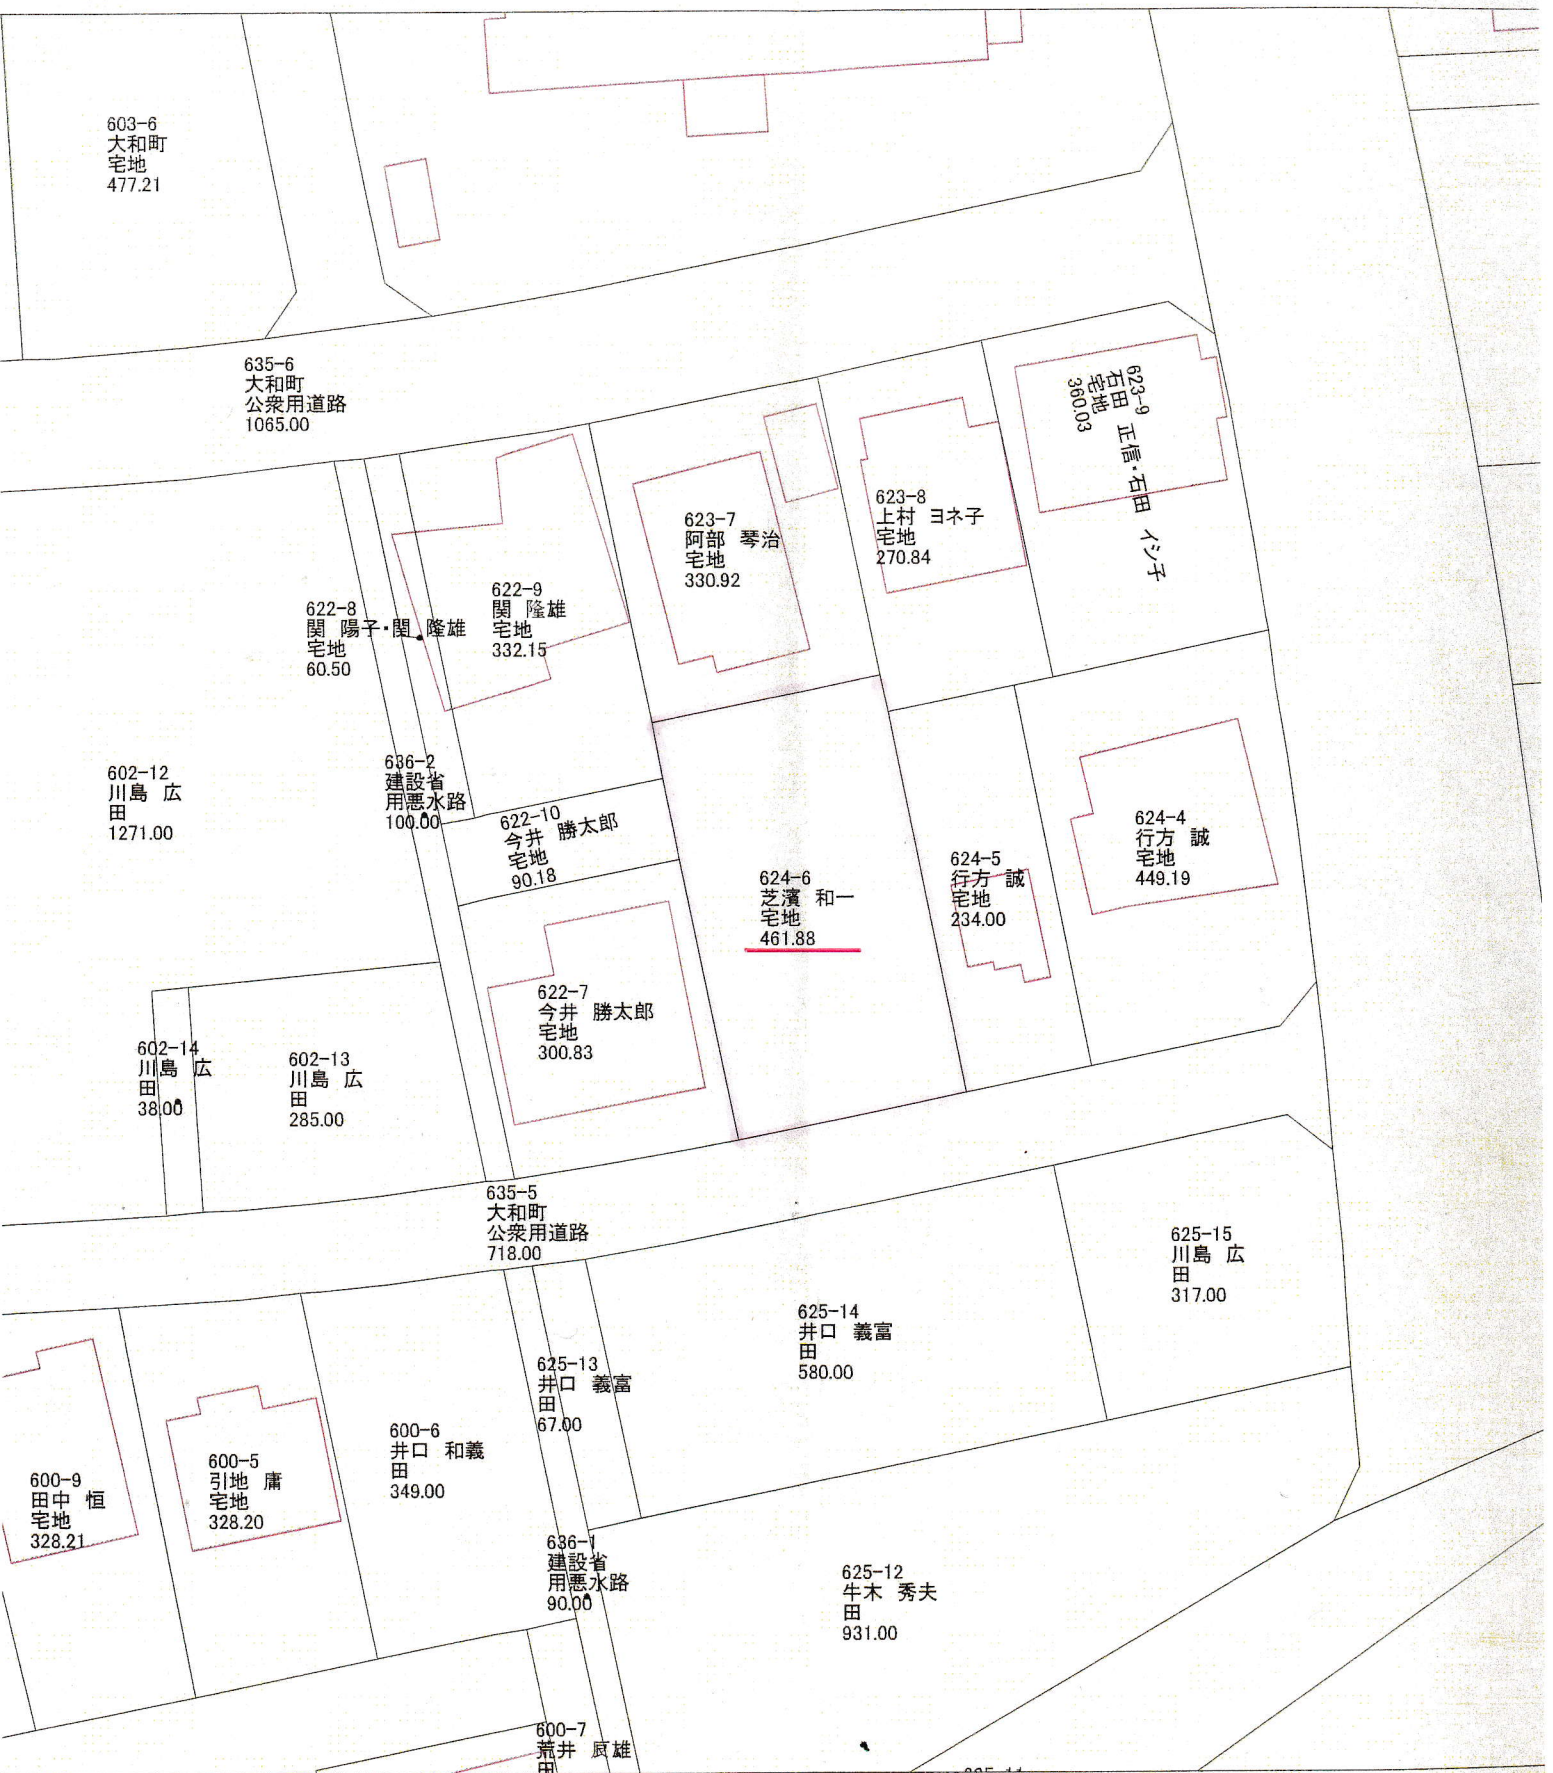 603-6
大和町
宅地
477.21
635-6
大和町
公衆用道路
1065.00
623-9
石田 正信・石田 イシ子
宅地
360.03
623-8
上村 ヨネ子
宅地
270.84
623-7
阿部 琴治
宅地
330.92
622-9
関 隆雄
宅地
332.15
622-8
関 陽子・関 隆雄
宅地
60.50
602-12
川島 広
田
1271.00
636-2
建設省
用悪水路
100.00
622-10
今井 勝太郎
宅地
90.18
624-6
芝濱 和一
宅地
461.88
624-5
行方 誠
宅地
234.00
624-4
行方 誠
宅地
449.19
622-7
今井 勝太郎
宅地
300.83
602-14
川島 広
田
38.00
602-13
川島 広
田
285.00
635-5
大和町
公衆用道路
718.00
625-15
川島 広
田
317.00
625-14
井口 義富
田
580.00
625-13
井口 義富
田
67.00
600-6
井口 和義
田
349.00
600-5
引地 庸
宅地
328.20
600-9
田中 恒
宅地
328.21
636-1
建設省
用悪水路
90.00
625-12
牛木 秀夫
田
931.00
600-7
荒井 辰雄
田